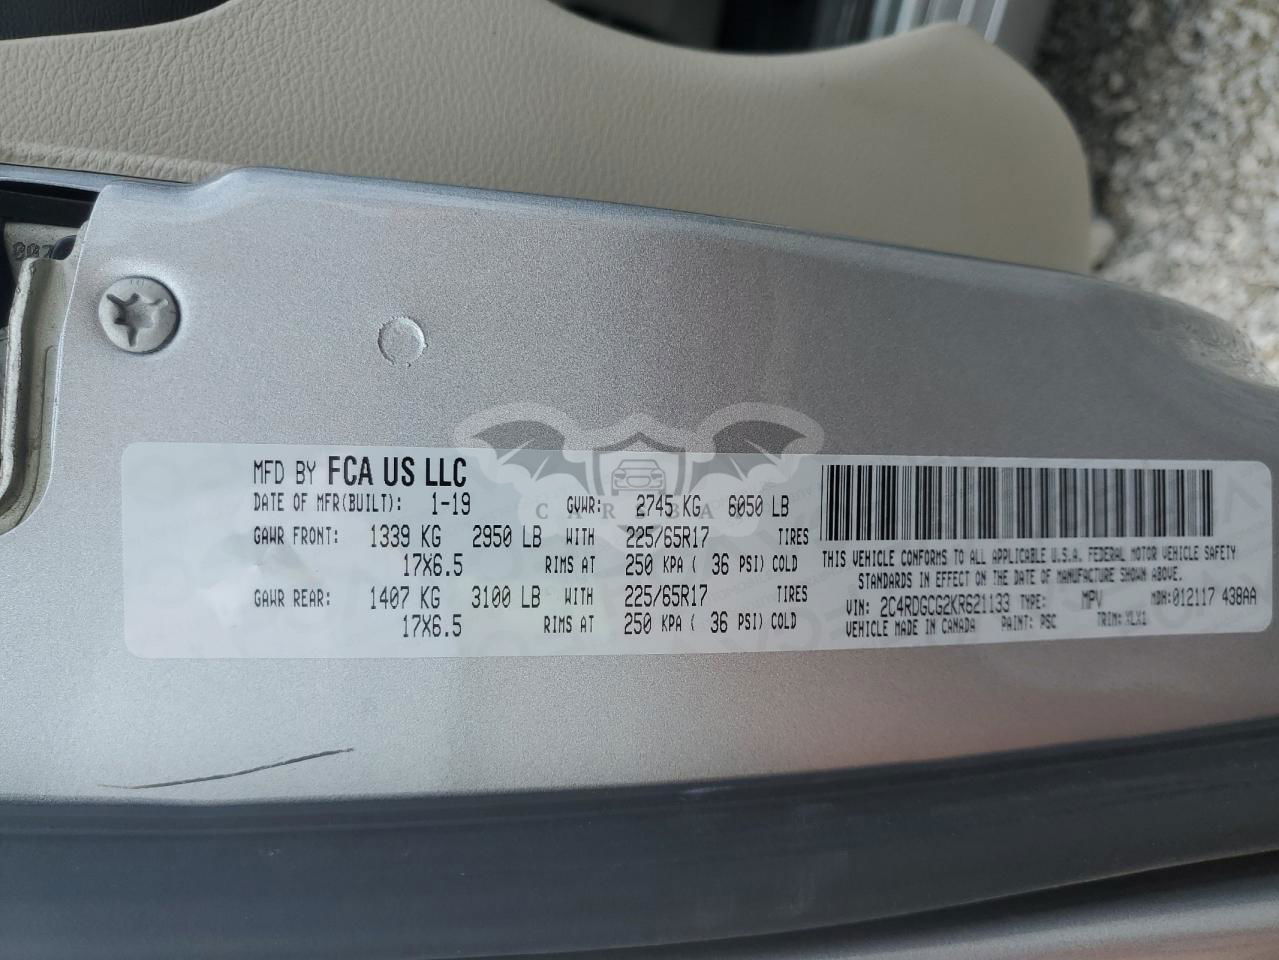 MFD BY FCA US LLC
DATE OF MFR(BUILT): 1-19 GVWR: 2745 KG 6050 LB
GAWR FRONT: 1339 KG 2950 LB WITH 225/65R17 TIRES
17X6.5 RIMS AT 250 KPA ( 36 PSI) COLD
GAWR REAR: 1407 KG 3100 LB WITH 225/65R17 TIRES
17X6.5 RIMS AT 250 KPA ( 36 PSI) COLD
THIS VEHICLE CONFORMS TO ALL APPLICABLE U.S.A. FEDERAL MOTOR VEHICLE SAFETY
STANDARDS IN EFFECT ON THE DATE OF MANUFACTURE SHOWN ABOVE.
VIN: 2C4RDGCG2KR621133 TYPE: MPV MDH:012117 438AA
VEHICLE MADE IN CANADA PAINT: PSC TRIM: XLX1